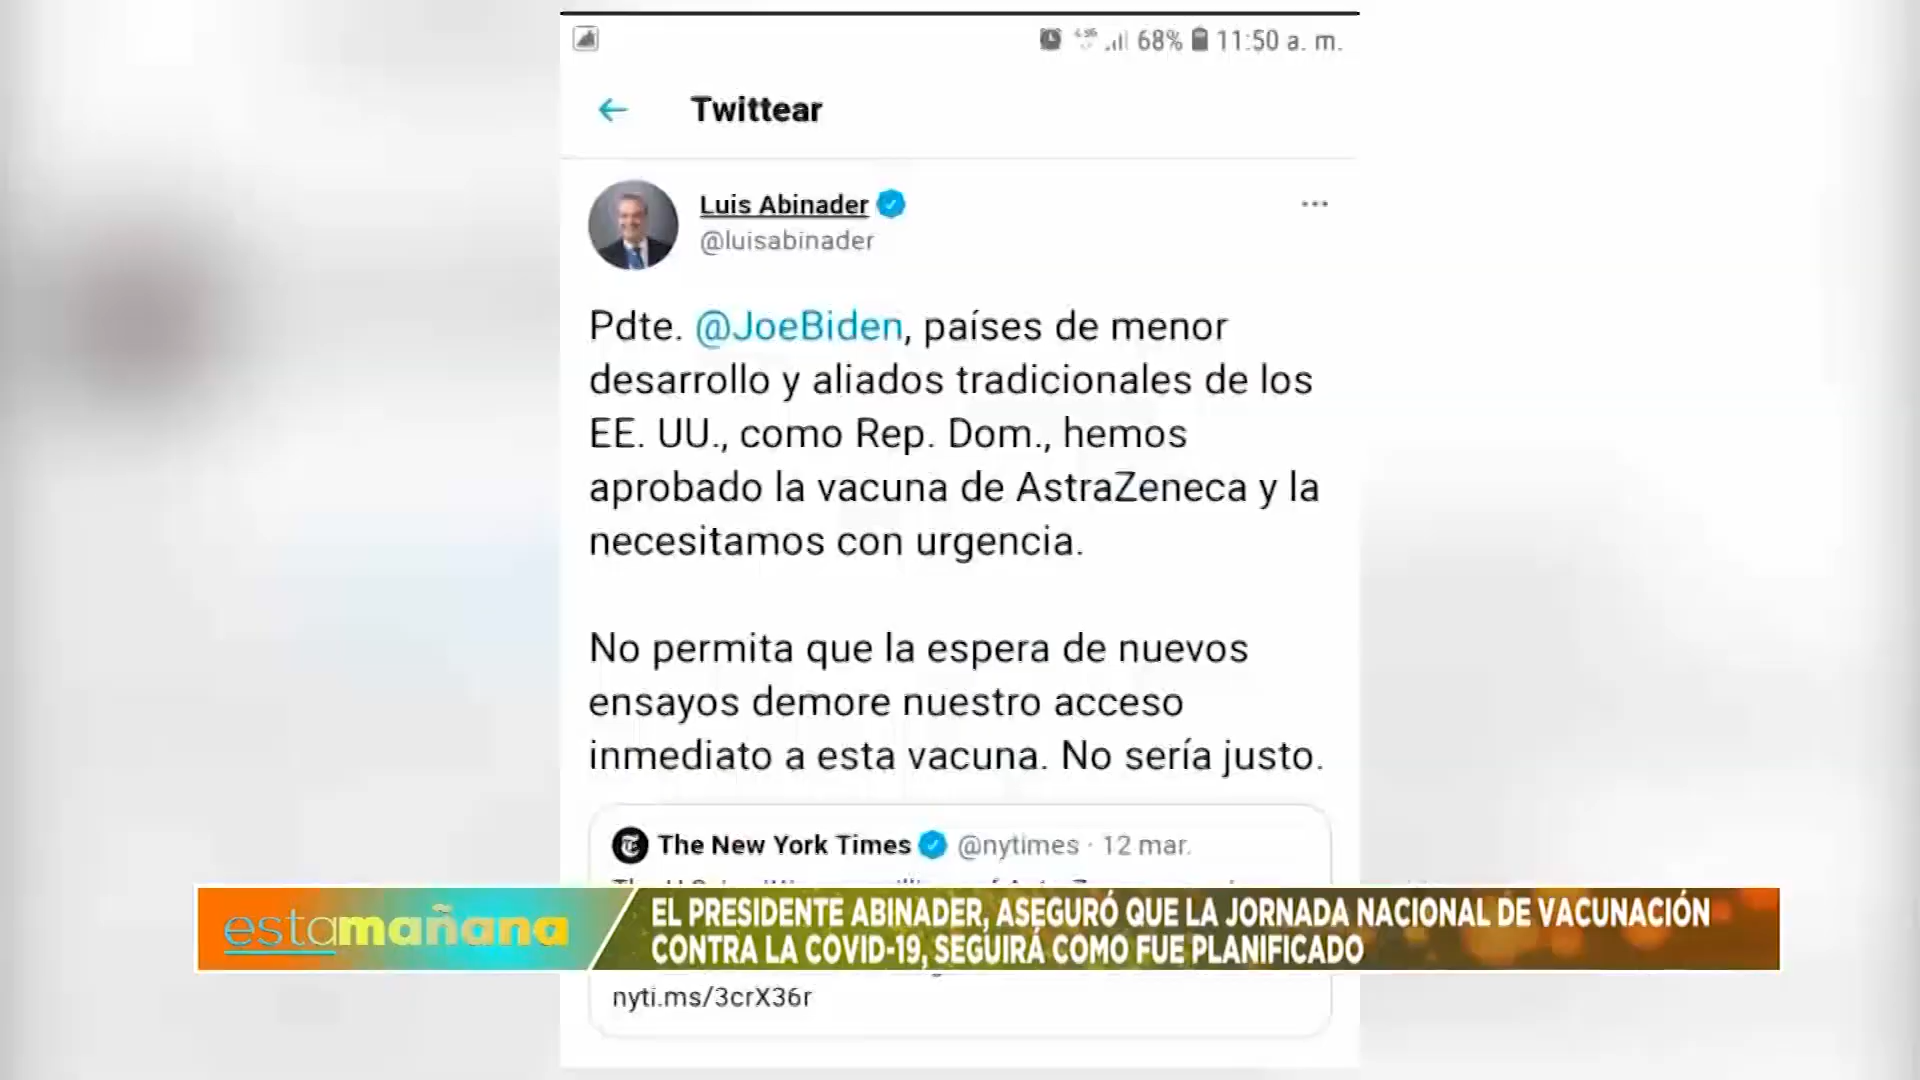 68% 11:50 a. m.
Twittear
Luis Abinader
@luisabinader
Pdte. @JoeBiden, países de menor
desarrollo y aliados tradicionales de los
EE. UU., como Rep. Dom., hemos
aprobado la vacuna de AstraZeneca y la
necesitamos con urgencia.
No permita que la espera de nuevos
ensayos demore nuestro acceso
inmediato a esta vacuna. No sería justo.
The New York Times @nytimes · 12 mar.
estamañana
EL PRESIDENTE ABINADER, ASEGURÓ QUE LA JORNADA NACIONAL DE VACUNACIÓN
CONTRA LA COVID-19, SEGUIRÁ COMO FUE PLANIFICADO
nyti.ms/3crX36r